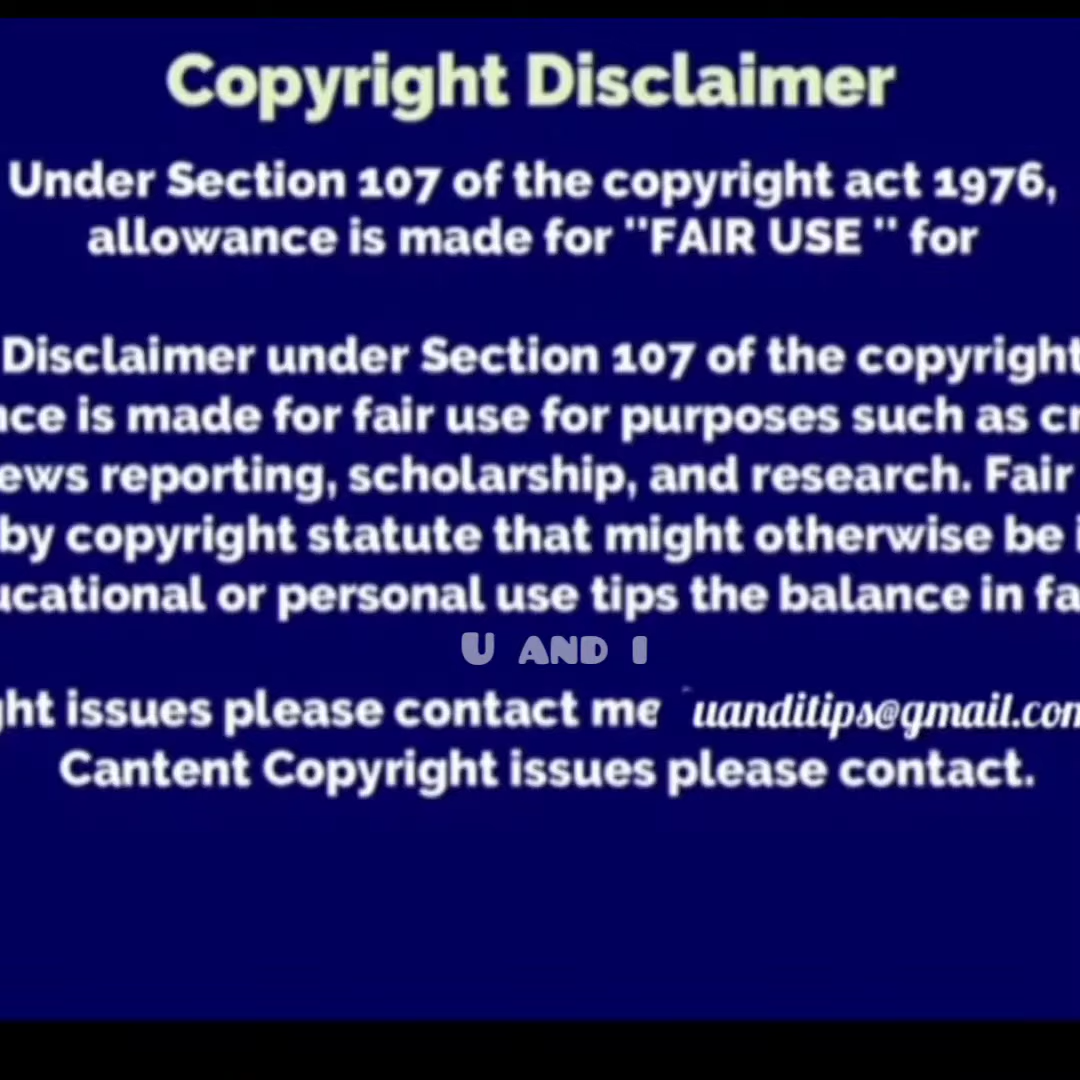 Copyright Disclaimer
Under Section 107 of the copyright act 1976,
allowance is made for "FAIR USE " for
Disclaimer under Section 107 of the copyright
nce is made for fair use for purposes such as cr
ews reporting, scholarship, and research. Fair
by copyright statute that might otherwise be i
ucational or personal use tips the balance in fa
U AND I
ght issues please contact me uanditips@gmail.com
Cantent Copyright issues please contact.